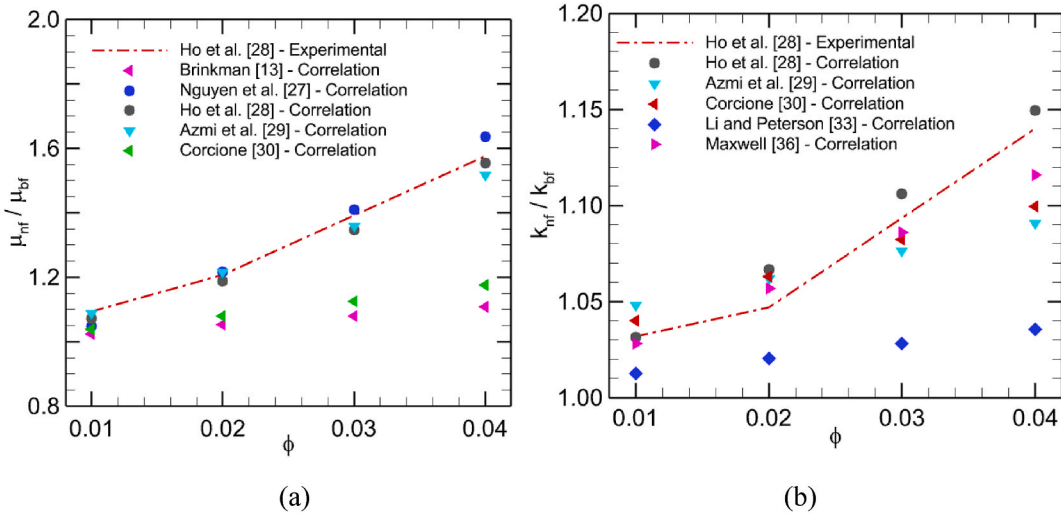 2.0
1.6
1.2
0.8
μnf / μbf
Ho et al. [28] - Experimental
Brinkman [13] - Correlation
Nguyen et al. [27] - Correlation
Ho et al. [28] - Correlation
Azmi et al. [29] - Correlation
Corcione [30] - Correlation
0.01 0.02 0.03 0.04
ϕ
(a)
1.20
1.15
1.10
1.05
1.00
knf / kbf
Ho et al. [28] - Experimental
Ho et al. [28] - Correlation
Azmi et al. [29] - Correlation
Corcione [30] - Correlation
Li and Peterson [33] - Correlation
Maxwell [36] - Correlation
0.01 0.02 0.03 0.04
ϕ
(b)